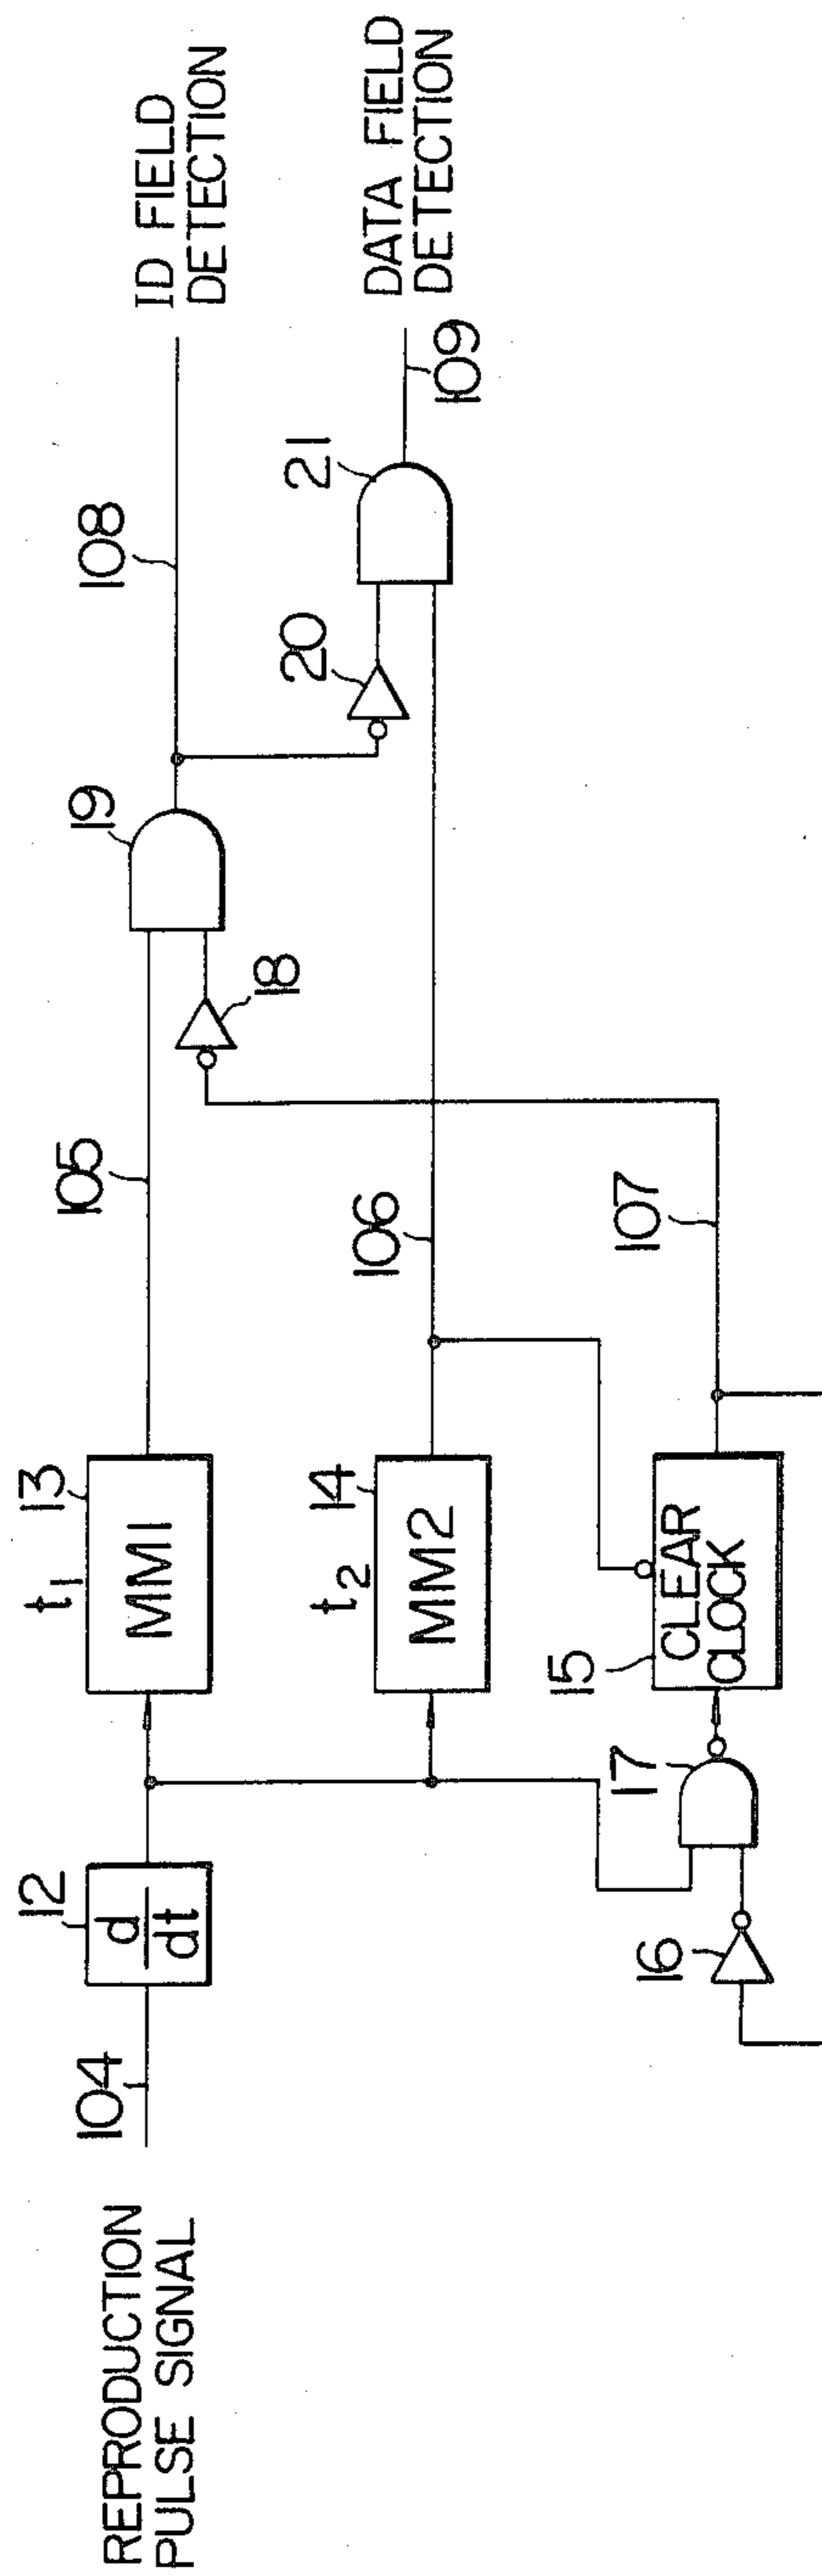 REPRODUCTION
PULSE SIGNAL
104
12
d
dt
t1
13
MM1
105
t2
14
MM2
106
15
CLEAR
CLOCK
16
17
107
18
19
108
20
21
109
ID FIELD
DETECTION
DATA FIELD
DETECTION